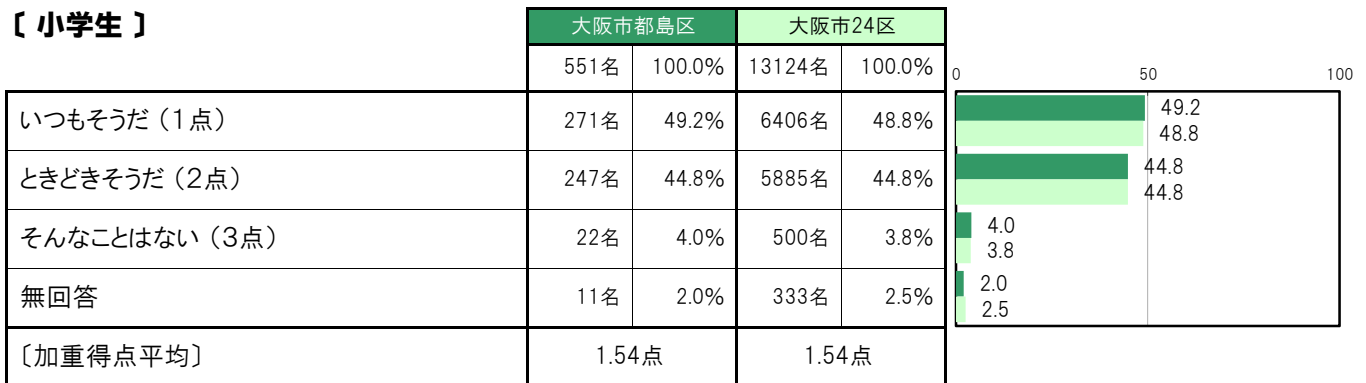 〔 小学生 〕
大阪市都島区 大阪市24区
551名 100.0% 13124名 100.0%
0 50 100
いつもそうだ（１点） 271名 49.2% 6406名 48.8%
49.2
48.8
ときどきそうだ（２点） 247名 44.8% 5885名 44.8%
44.8
44.8
そんなことはない（３点） 22名 4.0% 500名 3.8%
4.0
3.8
無回答 11名 2.0% 333名 2.5%
2.0
2.5
〔加重得点平均〕 1.54点 1.54点